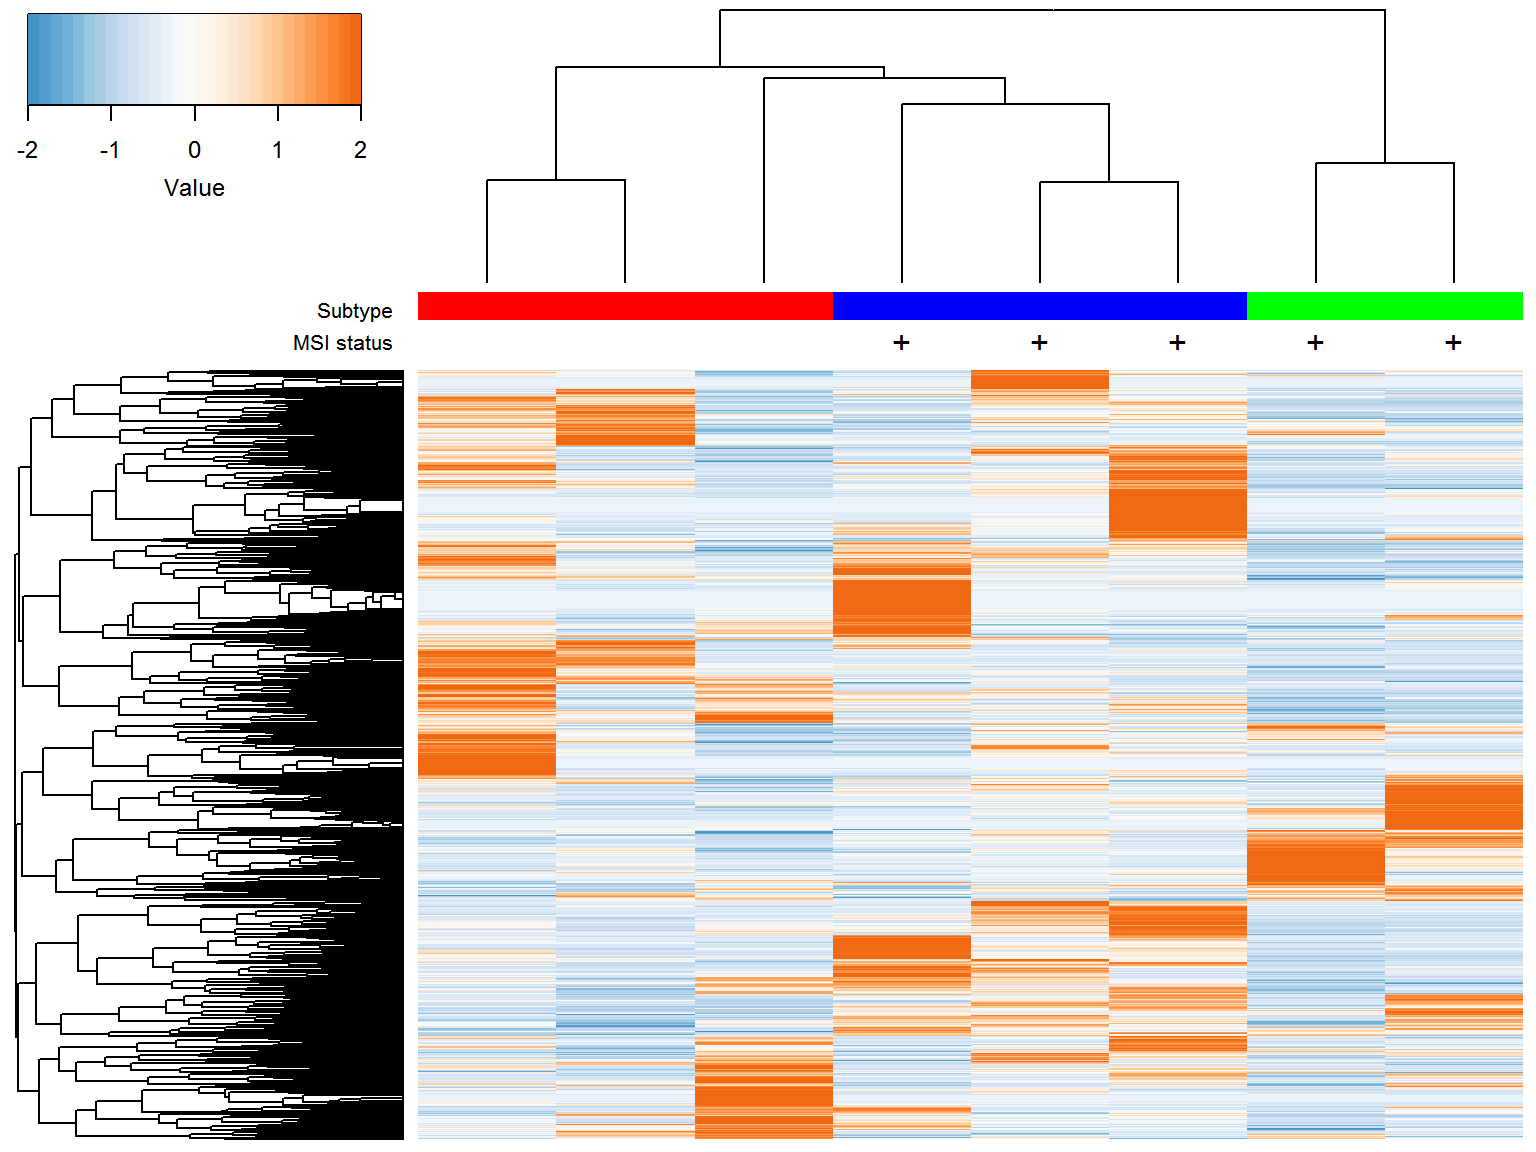 -2 -1 0 1 2
Value
Subtype
MSI status + + + + +